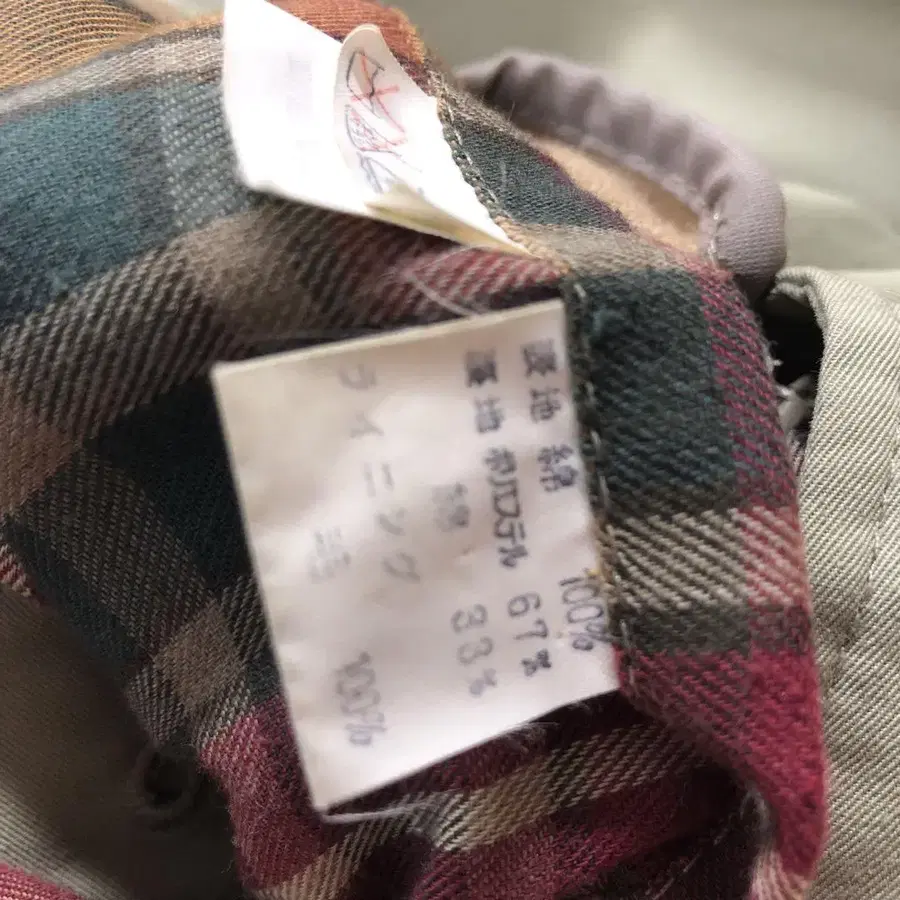 表地 綿 100%
裏地 ポリエステル 67%
綿 33%
ライニング 毛 100%